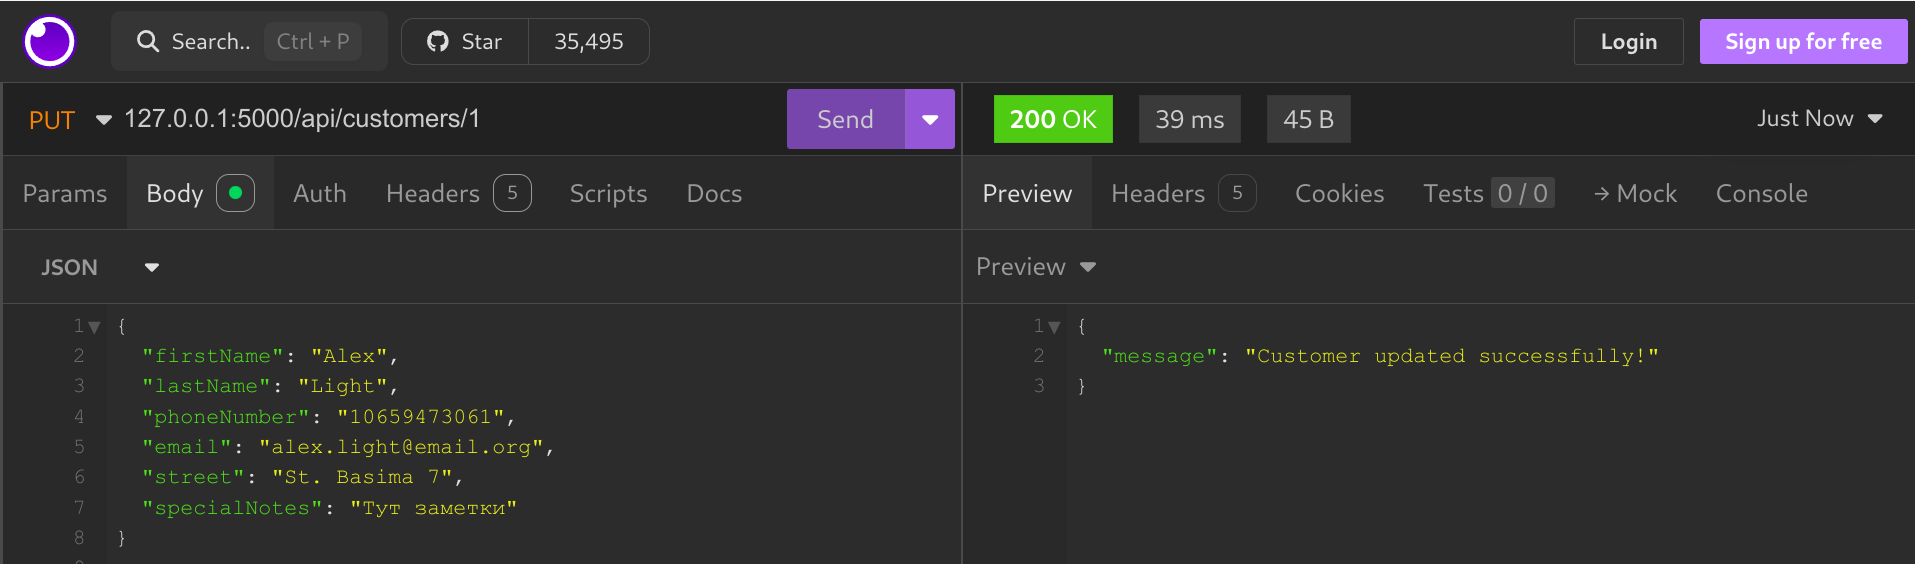 Search.. Ctrl + P Star 35,495 Login Sign up for free
PUT 127.0.0.1:5000/api/customers/1 Send
200 OK 39 ms 45 B Just Now
Params Body Auth Headers 5 Scripts Docs
Preview Headers 5 Cookies Tests 0 / 0 → Mock Console
JSON
Preview
1 {
2 "firstName": "Alex",
3 "lastName": "Light",
4 "phoneNumber": "10659473061",
5 "email": "alex.light@email.org",
6 "street": "St. Basima 7",
7 "specialNotes": "Тут заметки"
8 }
1 {
2 "message": "Customer updated successfully!"
3 }